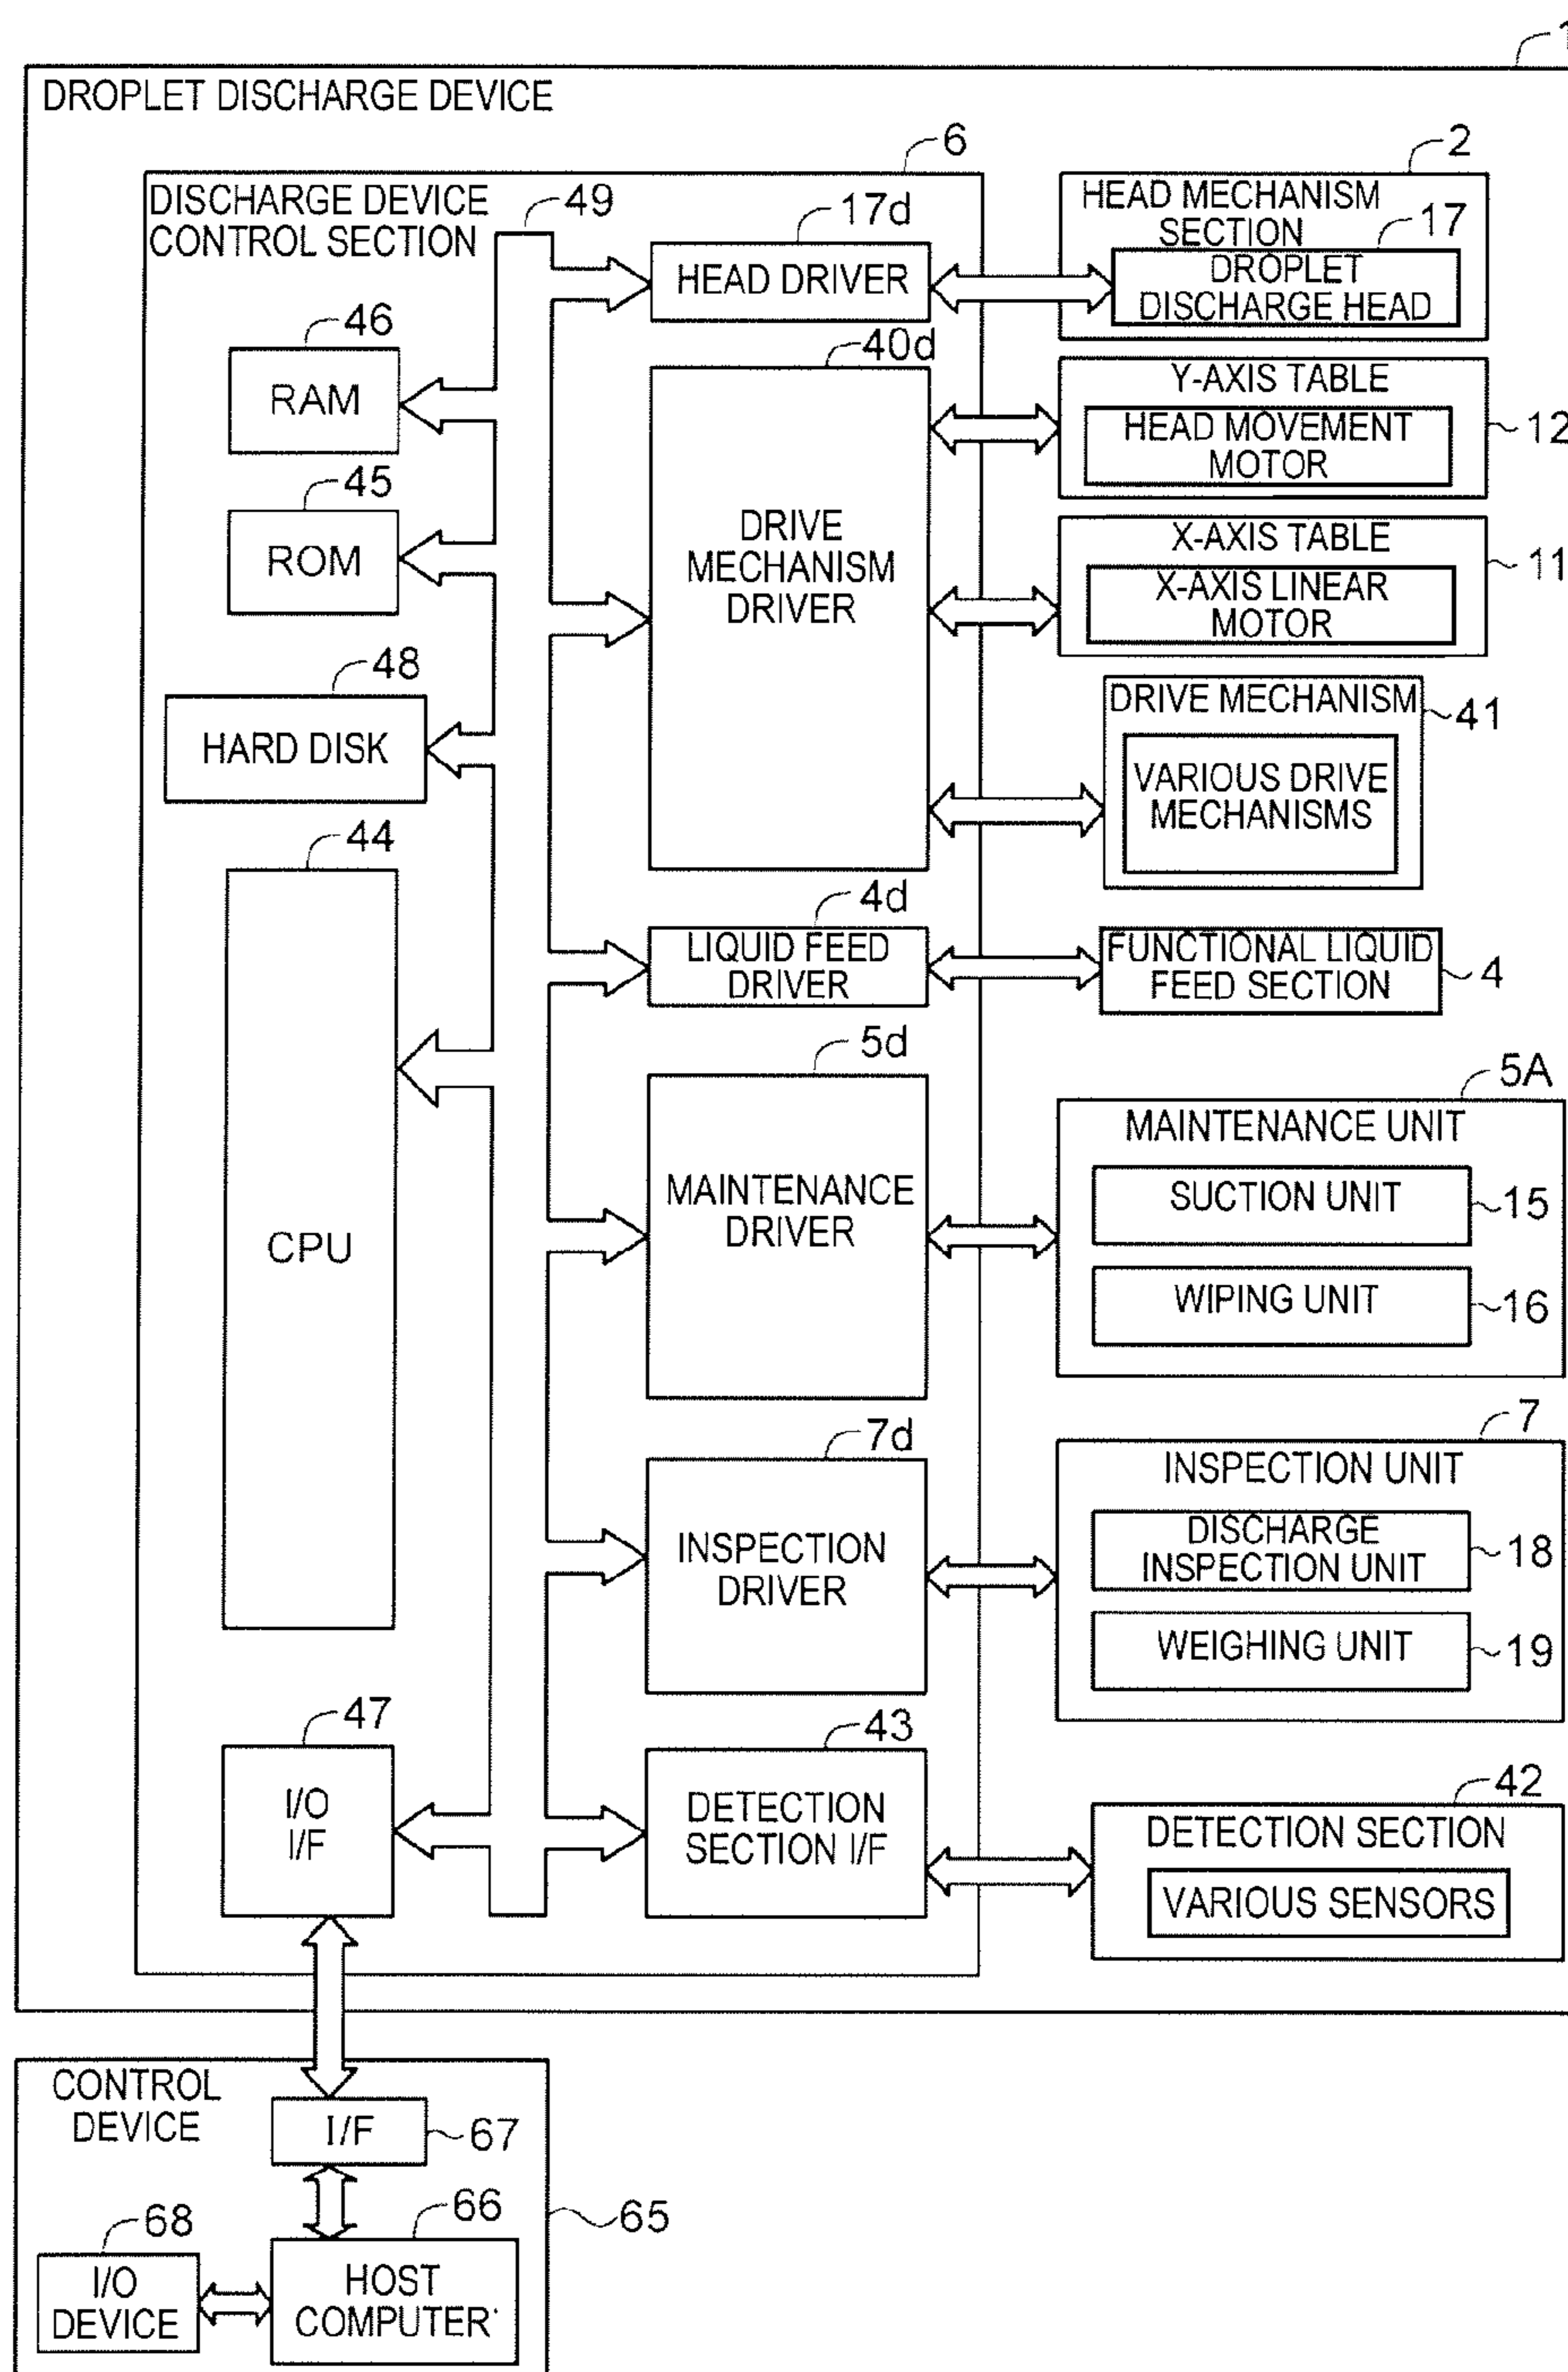 1
DROPLET DISCHARGE DEVICE
6
2
DISCHARGE DEVICE
CONTROL SECTION
49
17d
HEAD DRIVER
HEAD MECHANISM
SECTION
17
DROPLET
DISCHARGE HEAD
46
RAM
40d
DRIVE
MECHANISM
DRIVER
Y-AXIS TABLE
HEAD MOVEMENT
MOTOR
12
45
ROM
X-AXIS TABLE
X-AXIS LINEAR
MOTOR
11
48
HARD DISK
DRIVE MECHANISM
41
VARIOUS DRIVE
MECHANISMS
44
CPU
4d
LIQUID FEED
DRIVER
FUNCTIONAL LIQUID
FEED SECTION
4
5d
MAINTENANCE
DRIVER
5A
MAINTENANCE UNIT
SUCTION UNIT
15
WIPING UNIT
16
7d
INSPECTION
DRIVER
7
INSPECTION UNIT
DISCHARGE
INSPECTION UNIT
18
WEIGHING UNIT
19
47
I/O
I/F
43
DETECTION
SECTION I/F
42
DETECTION SECTION
VARIOUS SENSORS
CONTROL
DEVICE
I/F
67
65
68
I/O
DEVICE
66
HOST
COMPUTER